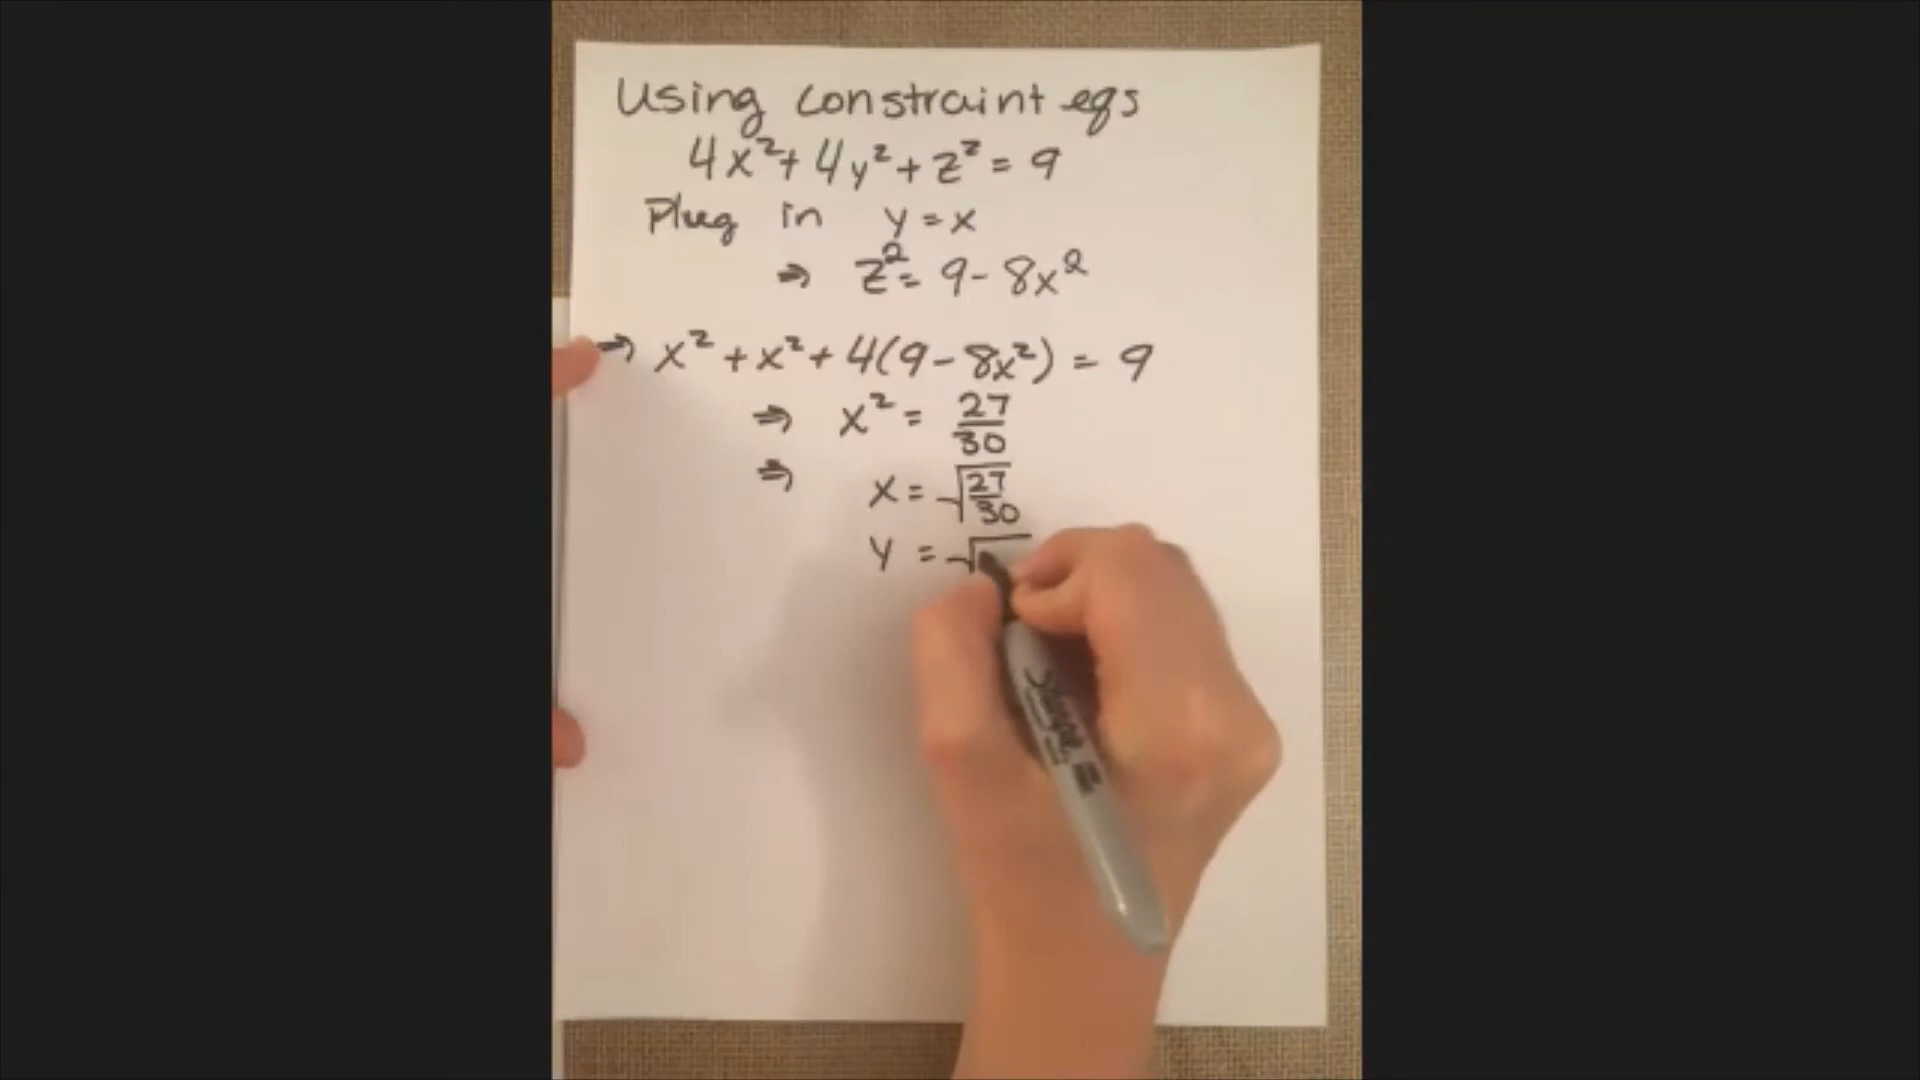 Using constraint eqs
4x²+4y²+z²=9
Plug in y=x
⇒ z²=9-8x²
⇒ x²+x²+4(9-8x²)=9
⇒ x²=27/30
⇒ x=√27/30
y=√
Sharpie